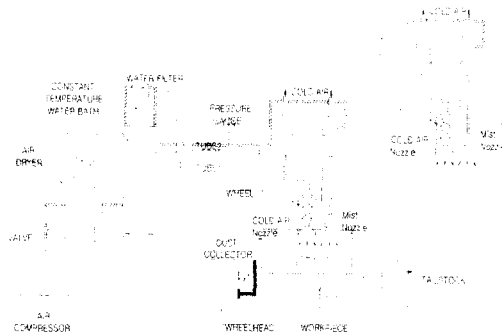 COLD AIR
WATER FILTER
CONSTANT
TEMPERATURE
WATER BATH
COLD AIR
PRESSURE
COLD AIR
Nozzle
Mist
Nozzle
AIR
DRYER
WHEEL
COLD AIR
Nozzle
Mist
Nozzle
VALVE
DUST
COLLECTOR
TAILSTOCK
AIR
COMPRESSOR
WHEELHEAD
WORKPIECE